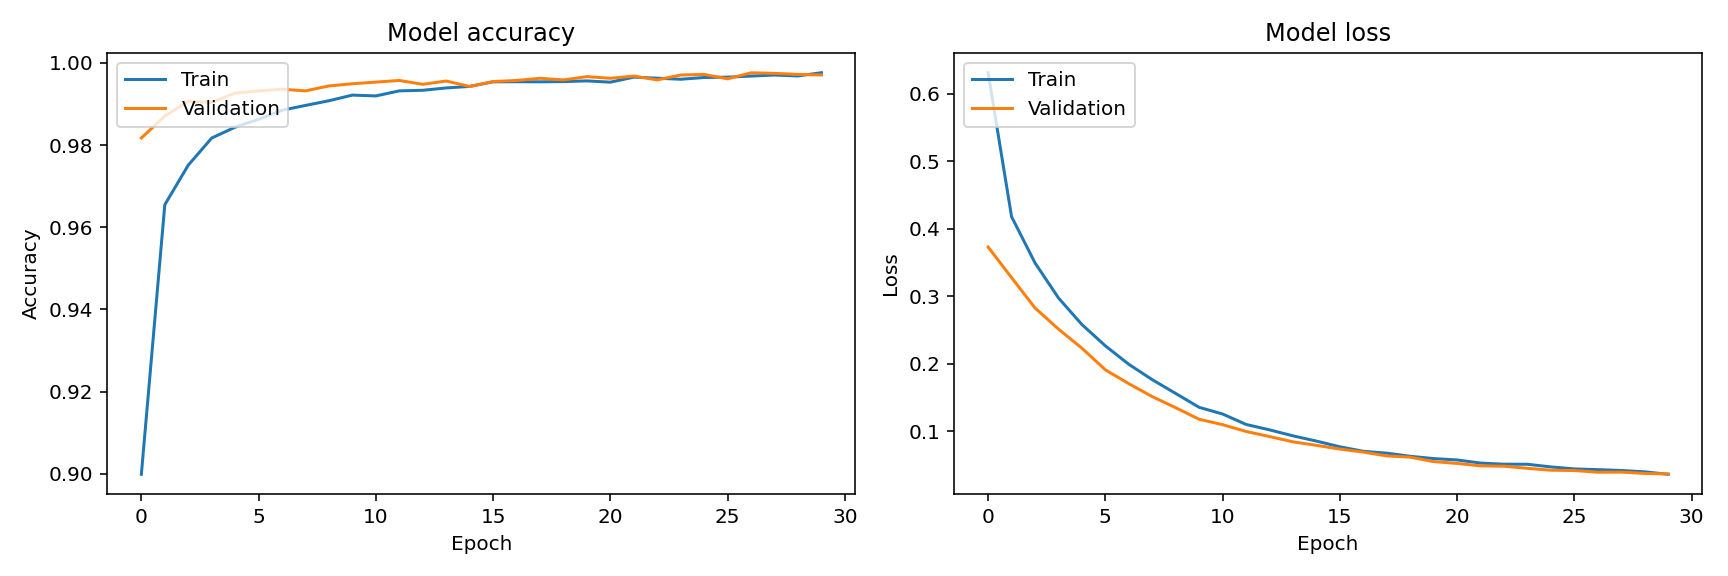 Model accuracy
Train
Validation
1.00
0.98
0.96
0.94
0.92
0.90
Accuracy
0 5 10 15 20 25 30
Epoch
Model loss
Train
Validation
0.6
0.5
0.4
0.3
0.2
0.1
Loss
0 5 10 15 20 25 30
Epoch